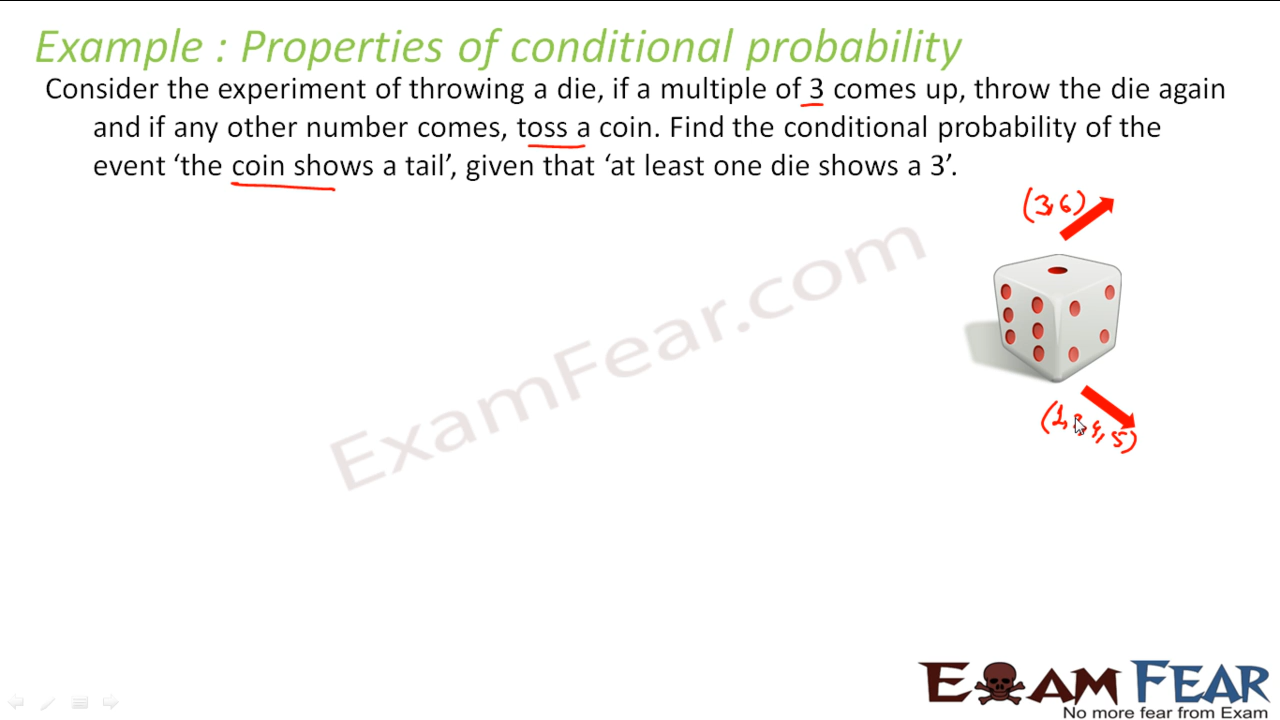 Example : Properties of conditional probability
Consider the experiment of throwing a die, if a multiple of 3 comes up, throw the die again
and if any other number comes, toss a coin. Find the conditional probability of the
event ‘the coin shows a tail’, given that ‘at least one die shows a 3’.
(3,6)
(1, 4, 5)
ExamFear.com
EXAM FEAR
No more fear from Exam